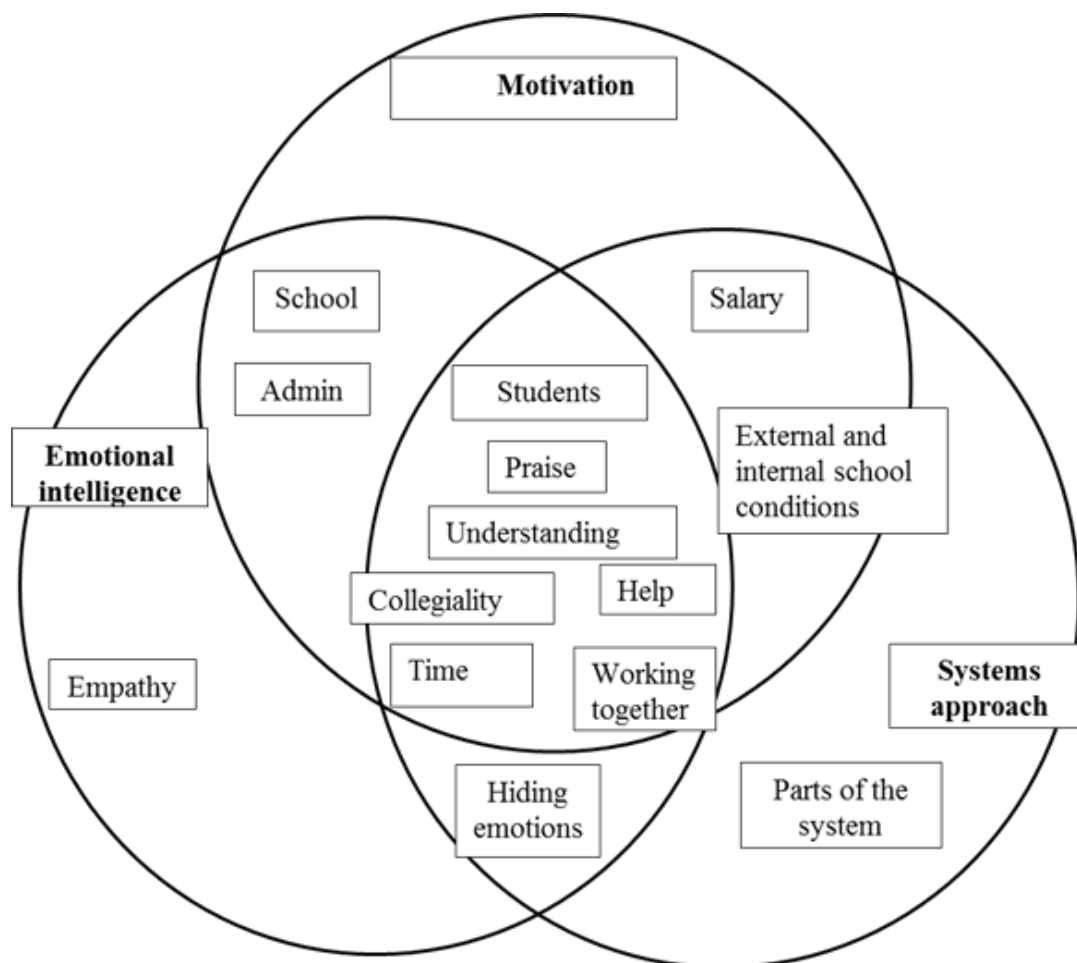 Motivation
School
Salary
Admin
Students
Emotional
intelligence
External and
internal school
conditions
Praise
Understanding
Collegiality
Help
Time
Working
together
Empathy
Systems
approach
Hiding
emotions
Parts of the
system